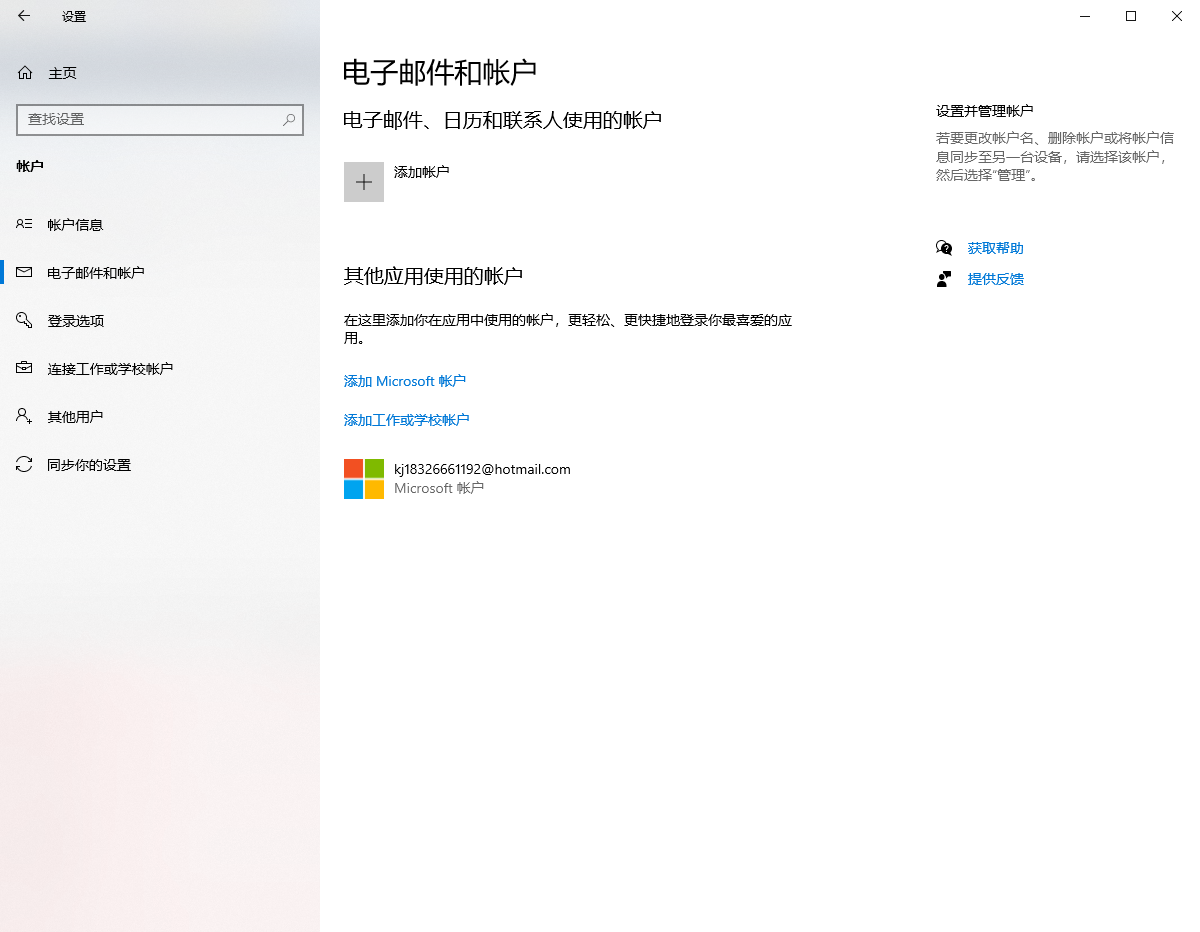 设置
主页
查找设置
帐户
帐户信息
电子邮件和帐户
登录选项
连接工作或学校帐户
其他用户
同步你的设置
电子邮件和帐户
电子邮件、日历和联系人使用的帐户
添加帐户
其他应用使用的帐户
在这里添加你在应用中使用的帐户，更轻松、更快捷地登录你最喜爱的应
用。
添加 Microsoft 帐户
添加工作或学校帐户
kj18326661192@hotmail.com
Microsoft 帐户
设置并管理帐户
若要更改帐户名、删除帐户或将帐户信
息同步至另一台设备，请选择该帐户，
然后选择“管理”。
获取帮助
提供反馈